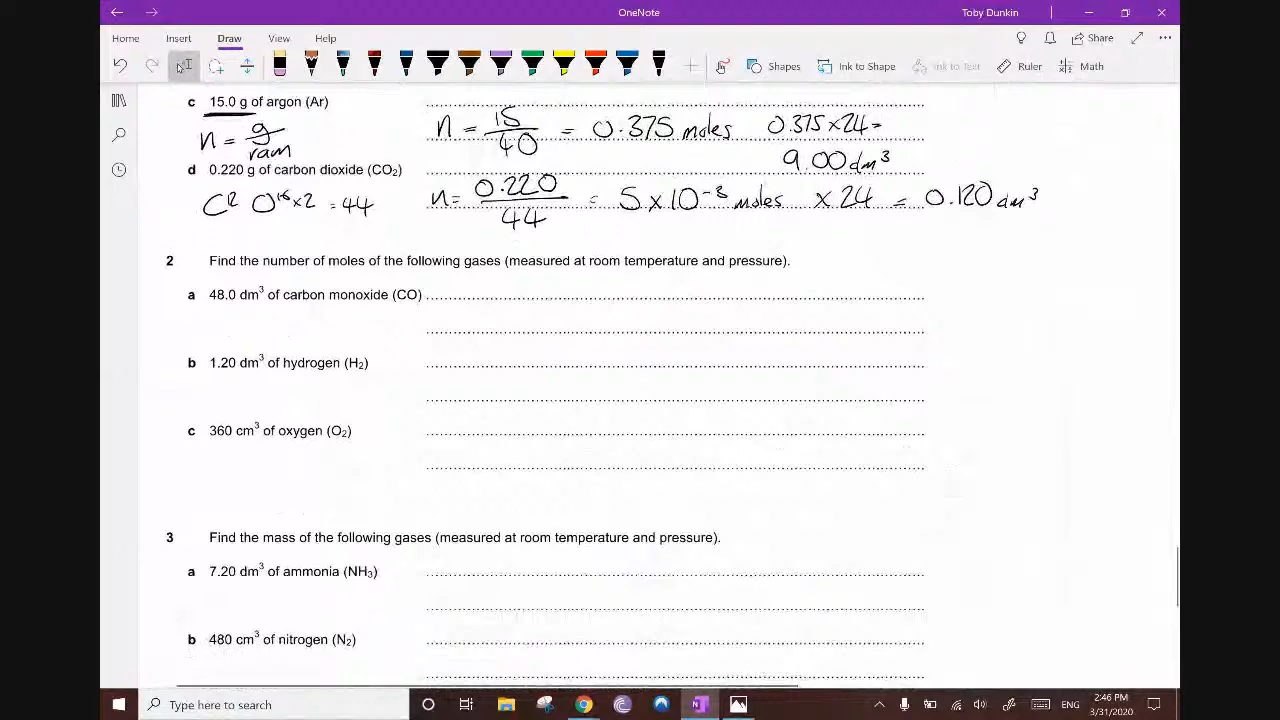 OneNote
Toby Dunkin
Home Insert Draw View Help
Share
Shapes Ink to Shape Ink to Text Ruler Math
c 15.0 g of argon (Ar)
n = 15/40 = 0.375 moles 0.375 x 24 =
n = g/ram
9.00 dm³
d 0.220 g of carbon dioxide (CO₂)
C¹² O¹⁶ x 2 = 44
n = 0.220/44 = 5 x 10⁻³ moles x 24 = 0.120 dm³
2 Find the number of moles of the following gases (measured at room temperature and pressure).
a 48.0 dm³ of carbon monoxide (CO)
b 1.20 dm³ of hydrogen (H₂)
c 360 cm³ of oxygen (O₂)
3 Find the mass of the following gases (measured at room temperature and pressure).
a 7.20 dm³ of ammonia (NH₃)
b 480 cm³ of nitrogen (N₂)
Type here to search
ENG
2:46 PM
3/31/2020